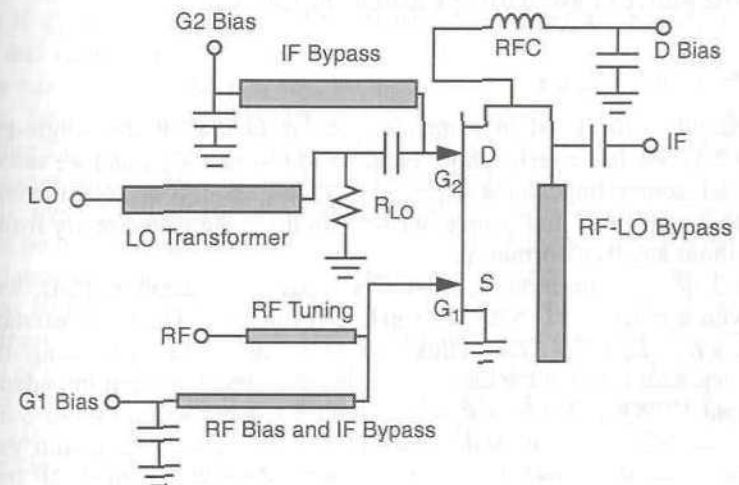 G2 Bias
IF Bypass
RFC
D Bias
D
IF
G2
LO
RLO
LO Transformer
RF-LO Bypass
S
RF Tuning
G1
RF
G1 Bias
RF Bias and IF Bypass